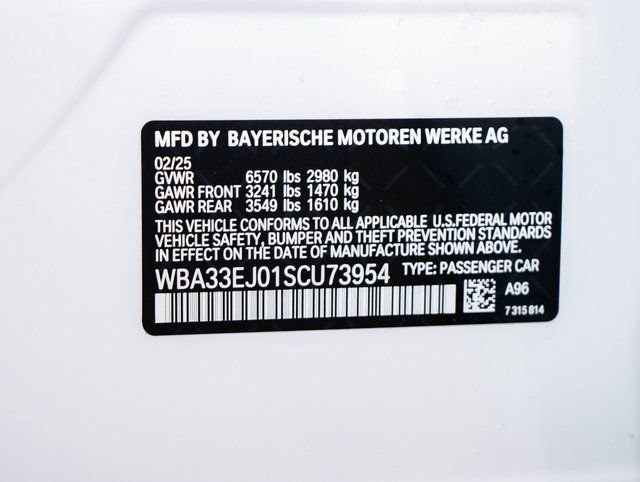 MFD BY BAYERISCHE MOTOREN WERKE AG
02/25
GVWR 6570 lbs 2980 kg
GAWR FRONT 3241 lbs 1470 kg
GAWR REAR 3549 lbs 1610 kg
THIS VEHICLE CONFORMS TO ALL APPLICABLE U.S.FEDERAL MOTOR
VEHICLE SAFETY, BUMPER AND THEFT PREVENTION STANDARDS
IN EFFECT ON THE DATE OF MANUFACTURE SHOWN ABOVE.
WBA33EJ01SCU73954 TYPE: PASSENGER CAR
A96
7 315 814